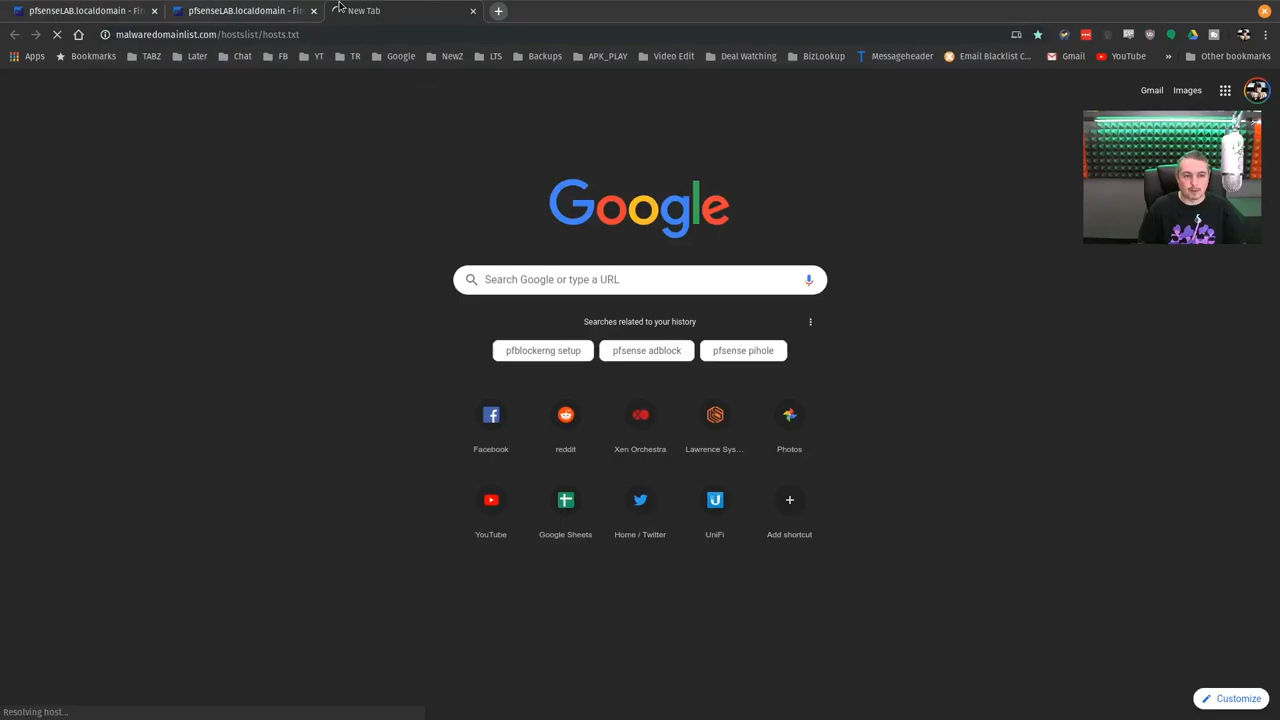 pfsenseLAB.localdomain - Fir
pfsenseLAB.localdomain - Fir
New Tab
malwaredomainlist.com/hostslist/hosts.txt
Apps
Bookmarks
TABZ
Later
Chat
FB
YT
TR
Google
NewZ
LTS
Backups
APK_PLAY
Video Edit
Deal Watching
BizLookup
Messageheader
Email Blacklist C...
Gmail
YouTube
»
Other bookmarks
Gmail
Images
Google
Search Google or type a URL
Searches related to your history
pfblockerng setup
pfsense adblock
pfsense pihole
Facebook
reddit
Xen Orchestra
Lawrence Sys...
Photos
YouTube
Google Sheets
Home / Twitter
UniFi
Add shortcut
Customize
Resolving host...